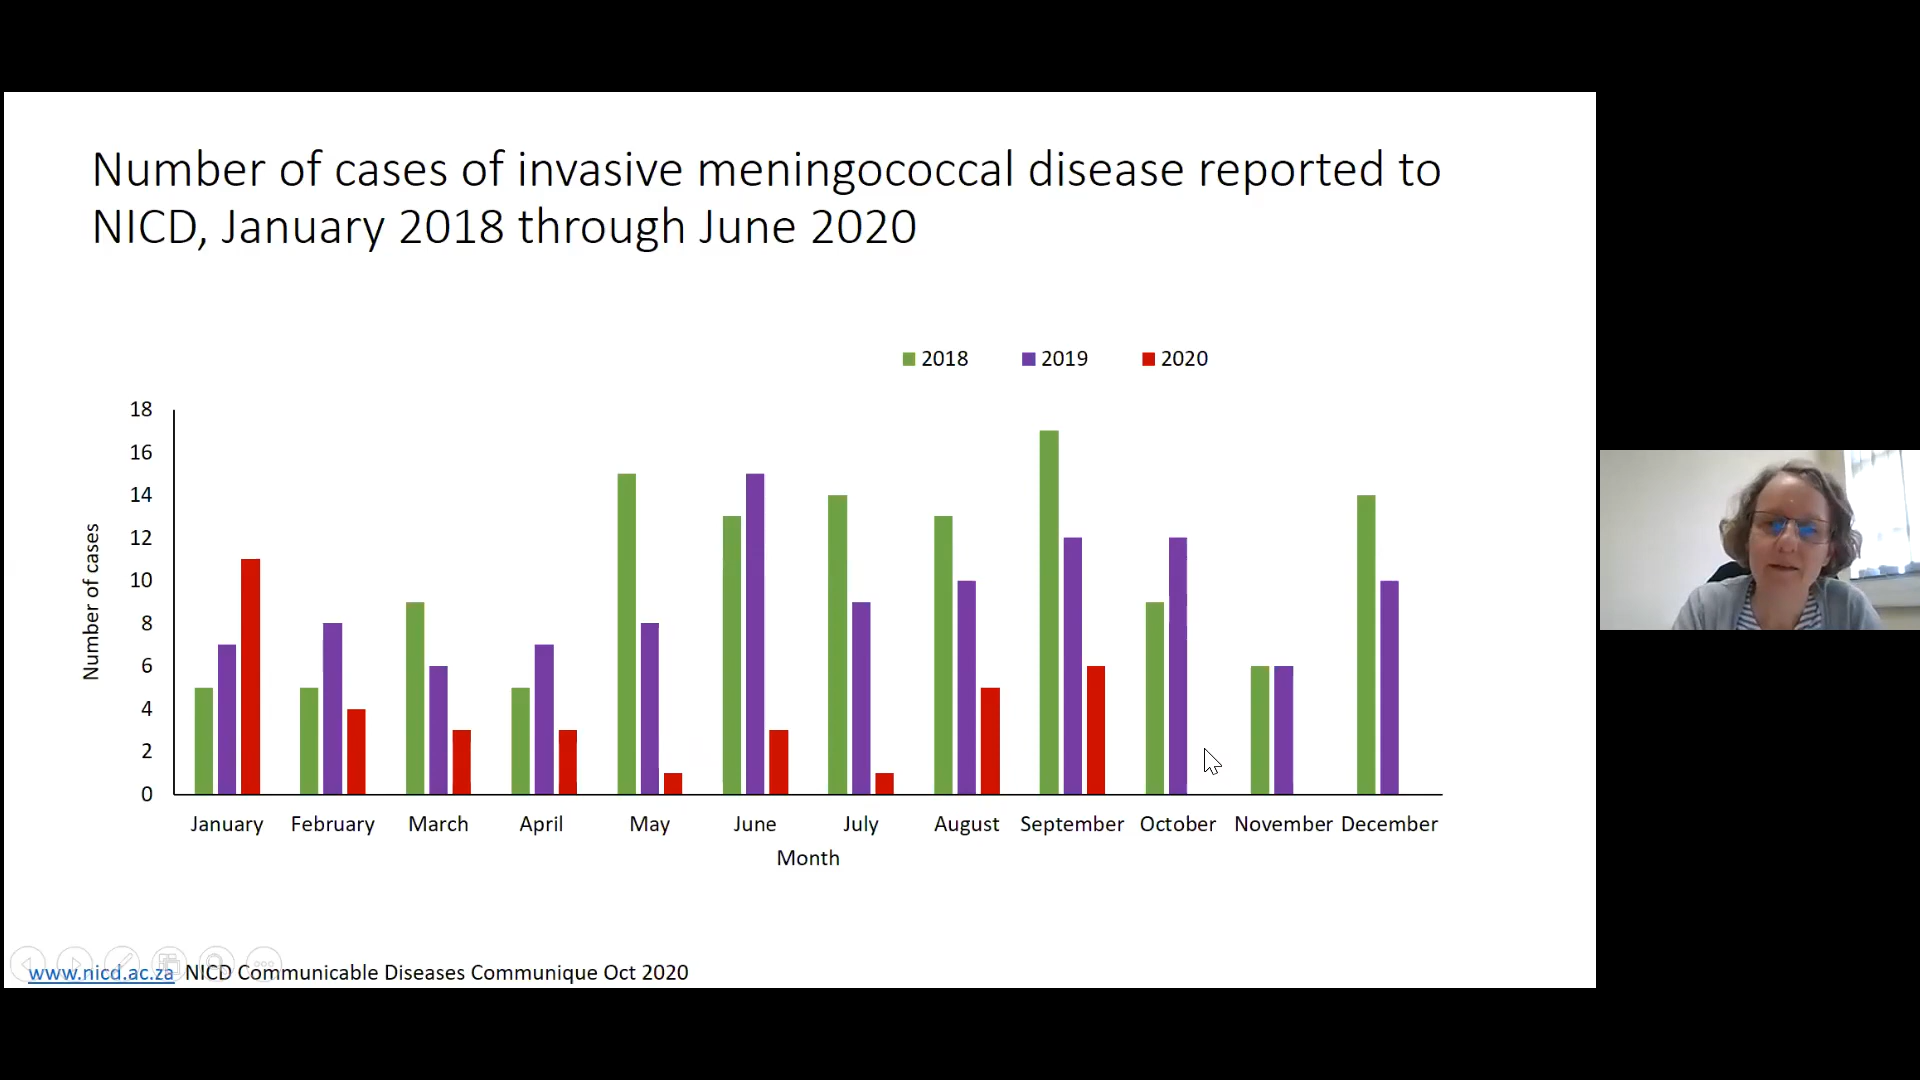 Number of cases of invasive meningococcal disease reported to
NICD, January 2018 through June 2020
2018 2019 2020
Number of cases
18
16
14
12
10
8
6
4
2
0
January February March April May June July August September October November December
Month
www.nicd.ac.za NICD Communicable Diseases Communique Oct 2020